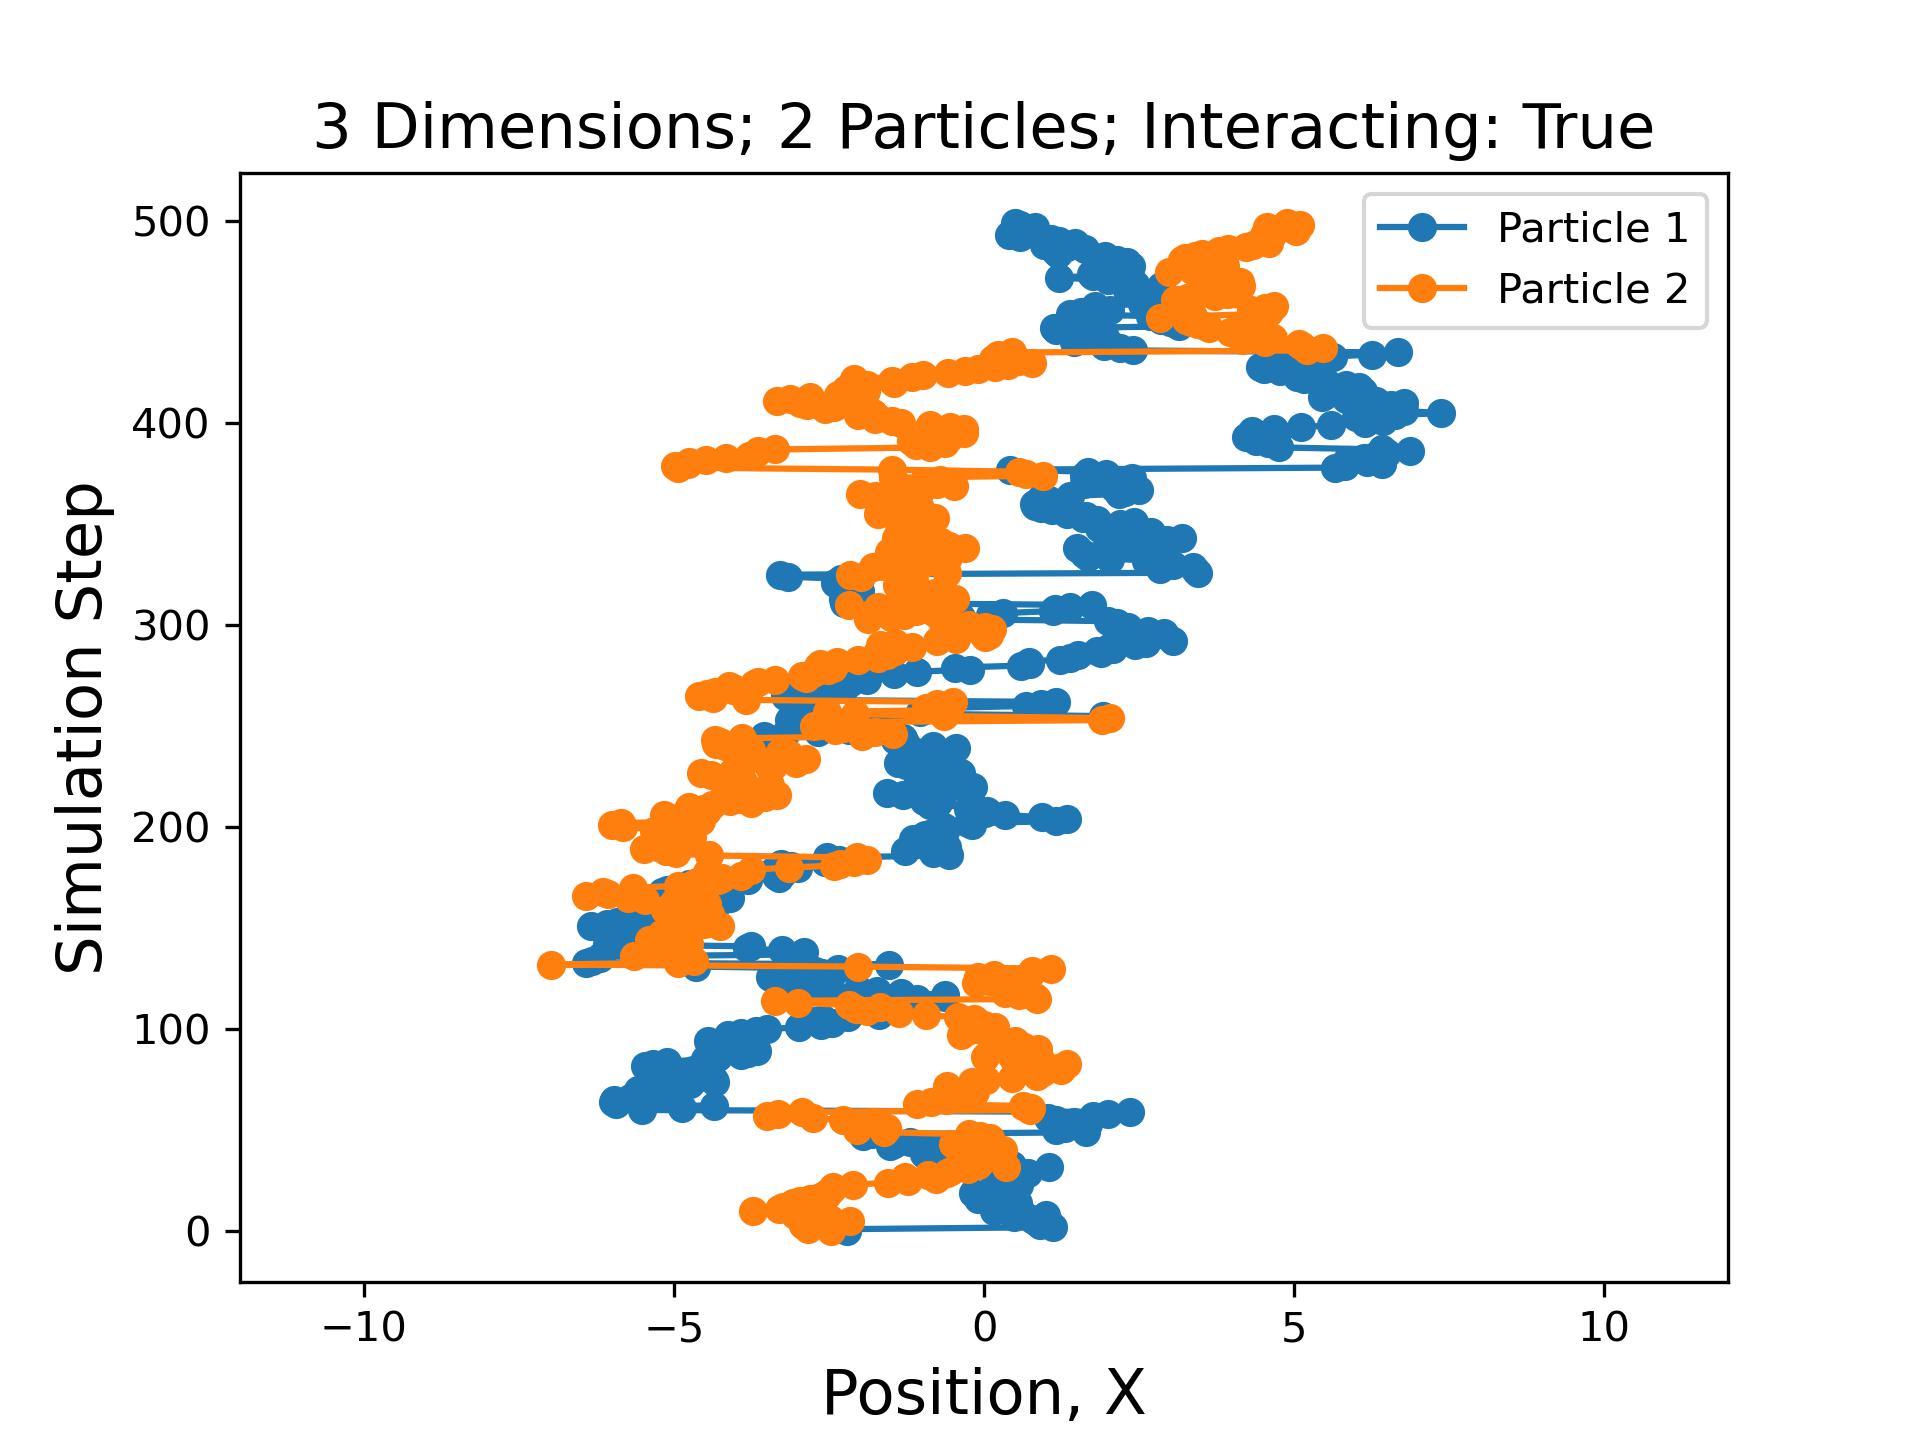 3 Dimensions; 2 Particles; Interacting: True
Particle 1
Particle 2
Simulation Step
500
400
300
200
100
0
−10
−5
0
5
10
Position, X